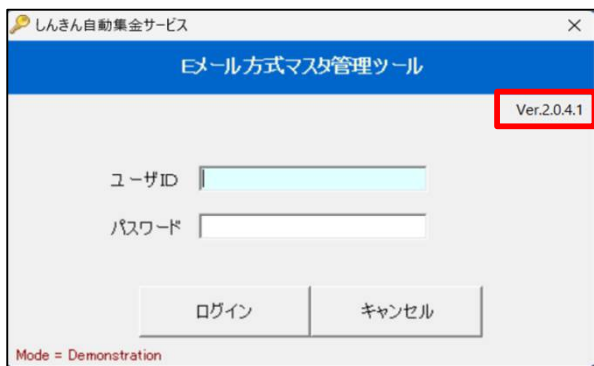 しんきん自動集金サービス
Eメール方式マスタ管理ツール
Ver.2.0.4.1
ユーザID
パスワード
ログイン キャンセル
Mode = Demonstration